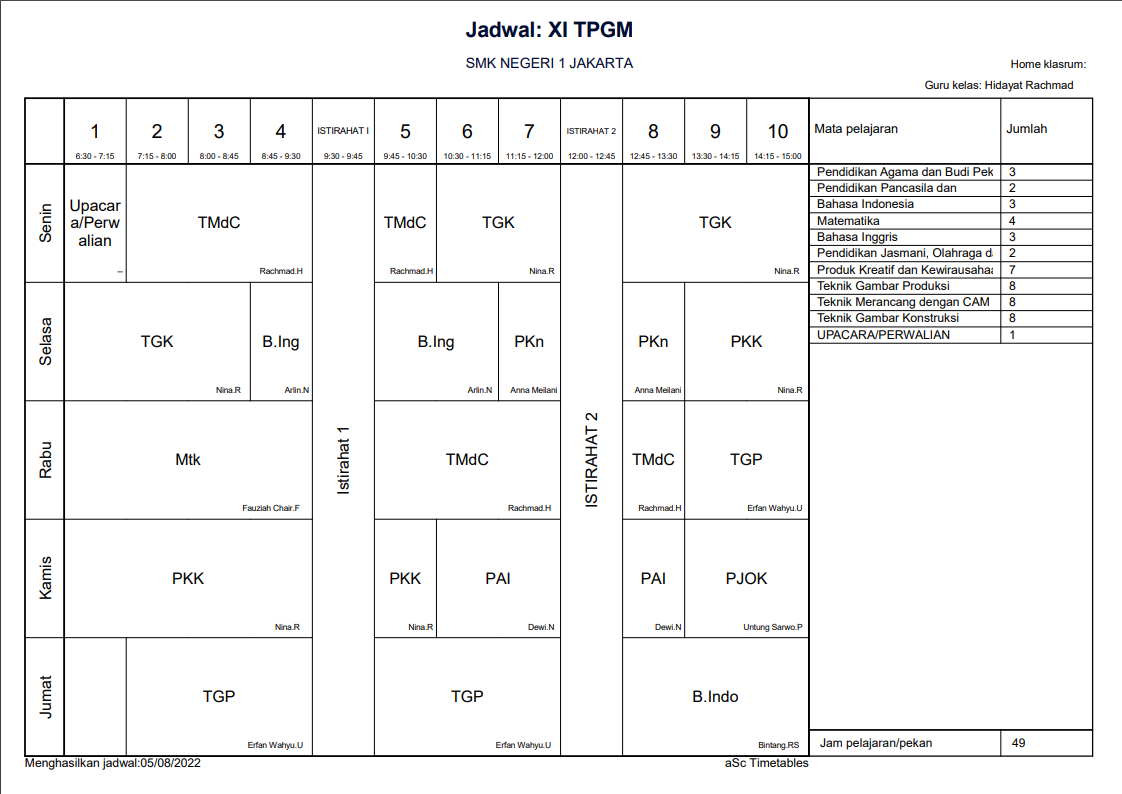 Jadwal: XI TPGM
SMK NEGERI 1 JAKARTA
Home klasrum:
Guru kelas: Hidayat Rachmad
1 2 3 4 ISTIRAHAT I 5 6 7 ISTIRAHAT 2 8 9 10 Mata pelajaran Jumlah
6:30 - 7:15 7:15 - 8:00 8:00 - 8:45 8:45 - 9:30 9:30 - 9:45 9:45 - 10:30 10:30 - 11:15 11:15 - 12:00 12:00 - 12:45 12:45 - 13:30 13:30 - 14:15 14:15 - 15:00
Senin
Upacar
a/Perw
alian
--
TMdC
Rachmad.H
TMdC
Rachmad.H
TGK
Nina.R
TGK
Nina.R
Selasa
TGK
Nina.R
B.Ing
Arlin.N
B.Ing
Arlin.N
PKn
Anna Meilani
PKn
Anna Meilani
PKK
Nina.R
Rabu
Mtk
Fauziah Chair.F
Istirahat 1
TMdC
Rachmad.H
ISTIRAHAT 2
TMdC
Rachmad.H
TGP
Erfan Wahyu.U
Kamis
PKK
Nina.R
PKK
Nina.R
PAI
Dewi.N
PAI
Dewi.N
PJOK
Untung Sarwo.P
Jumat
TGP
Erfan Wahyu.U
TGP
Erfan Wahyu.U
B.Indo
Bintang.RS
Pendidikan Agama dan Budi Pek 3
Pendidikan Pancasila dan 2
Bahasa Indonesia 3
Matematika 4
Bahasa Inggris 3
Pendidikan Jasmani, Olahraga da 2
Produk Kreatif dan Kewirausahaa 7
Teknik Gambar Produksi 8
Teknik Merancang dengan CAM 8
Teknik Gambar Konstruksi 8
UPACARA/PERWALIAN 1
Jam pelajaran/pekan 49
Menghasilkan jadwal:05/08/2022
aSc Timetables